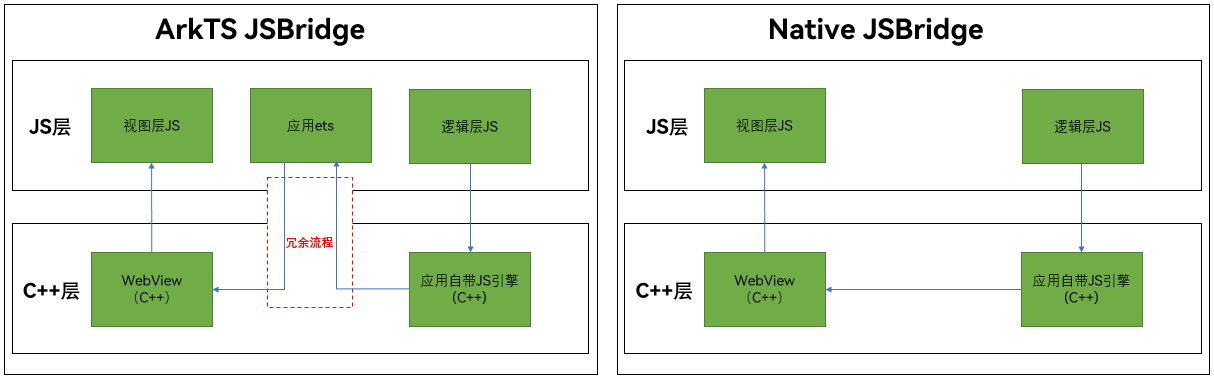 ArkTS JSBridge
JS层
视图层JS
应用ets
逻辑层JS
冗余流程
C++层
WebView
（C++）
应用自带JS引擎
(C++)
Native JSBridge
JS层
视图层JS
逻辑层JS
C++层
WebView
（C++）
应用自带JS引擎
(C++)